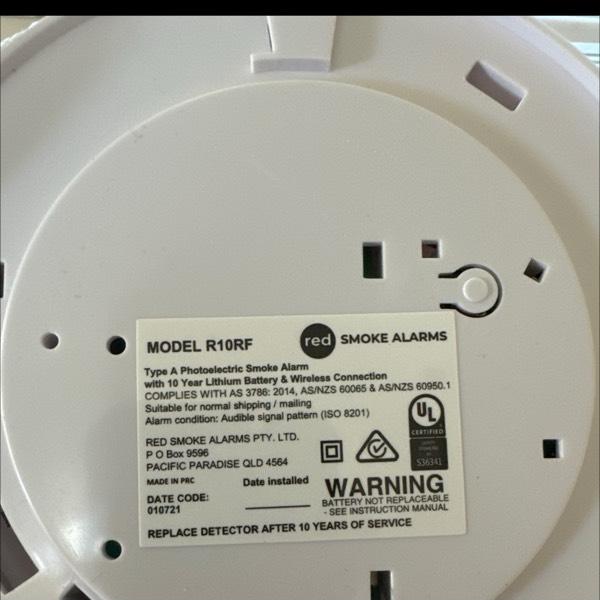 MODEL R10RF
red SMOKE ALARMS
Type A Photoelectric Smoke Alarm
with 10 Year Lithium Battery & Wireless Connection
COMPLIES WITH AS 3786: 2014, AS/NZS 60065 & AS/NZS 60950.1
Suitable for normal shipping / mailing
Alarm condition: Audible signal pattern (ISO 8201)
RED SMOKE ALARMS PTY. LTD.
P O Box 9596
PACIFIC PARADISE QLD 4564
UL
CERTIFIED
S36341
MADE IN PRC
Date installed
DATE CODE:
010721
WARNING
BATTERY NOT REPLACEABLE
- SEE INSTRUCTION MANUAL
REPLACE DETECTOR AFTER 10 YEARS OF SERVICE